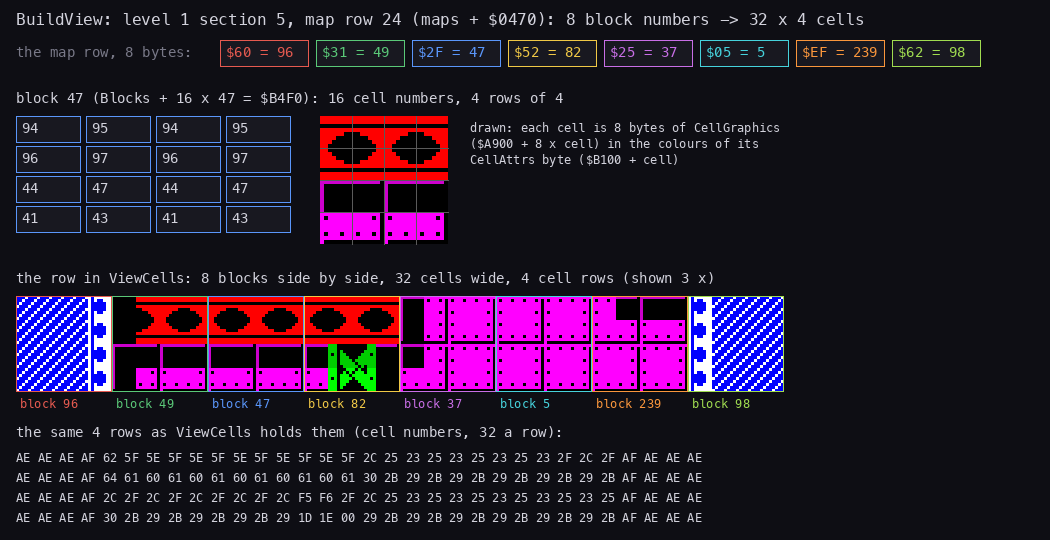 BuildView: level 1 section 5, map row 24 (maps + $0470): 8 block numbers —> 32 x 4 cells
the map row, 8 bytes: $60 = 96 $31 = 49 $2F = 47 $52 = 82 $25 = 37 $05 = 5 $EF = 239 $62 = 98
block 47 (Blocks + 16 x 47 = $B4F0): 16 cell numbers, 4 rows of 4
94 95 94 95
96 97 96 97
44 47 44 47
41 43 41 43
drawn: each cell is 8 bytes of CellGraphics
($A900 + 8 x cell) in the colours of its
CellAttrs byte ($B100 + cell)
the row in ViewCells: 8 blocks side by side, 32 cells wide, 4 cell rows (shown 3 x)
block 96 block 49 block 47 block 82 block 37 block 5 block 239 block 98
the same 4 rows as ViewCells holds them (cell numbers, 32 a row):
AE AE AE AF 62 5F 5E 5F 5E 5F 5E 5F 5E 5F 5E 5F 2C 25 23 25 23 25 23 25 23 2F 2C 2F AF AE AE AE
AE AE AE AF 64 61 60 61 60 61 60 61 60 61 60 61 30 2B 29 2B 29 2B 29 2B 29 2B 29 2B AF AE AE AE
AE AE AE AF 2C 2F 2C 2F 2C 2F 2C 2F 2C F5 F6 2F 2C 25 23 25 23 25 23 25 23 25 23 25 AF AE AE AE
AE AE AE AF 30 2B 29 2B 29 2B 29 2B 29 1D 1E 00 29 2B 29 2B 29 2B 29 2B 29 2B 29 2B AF AE AE AE